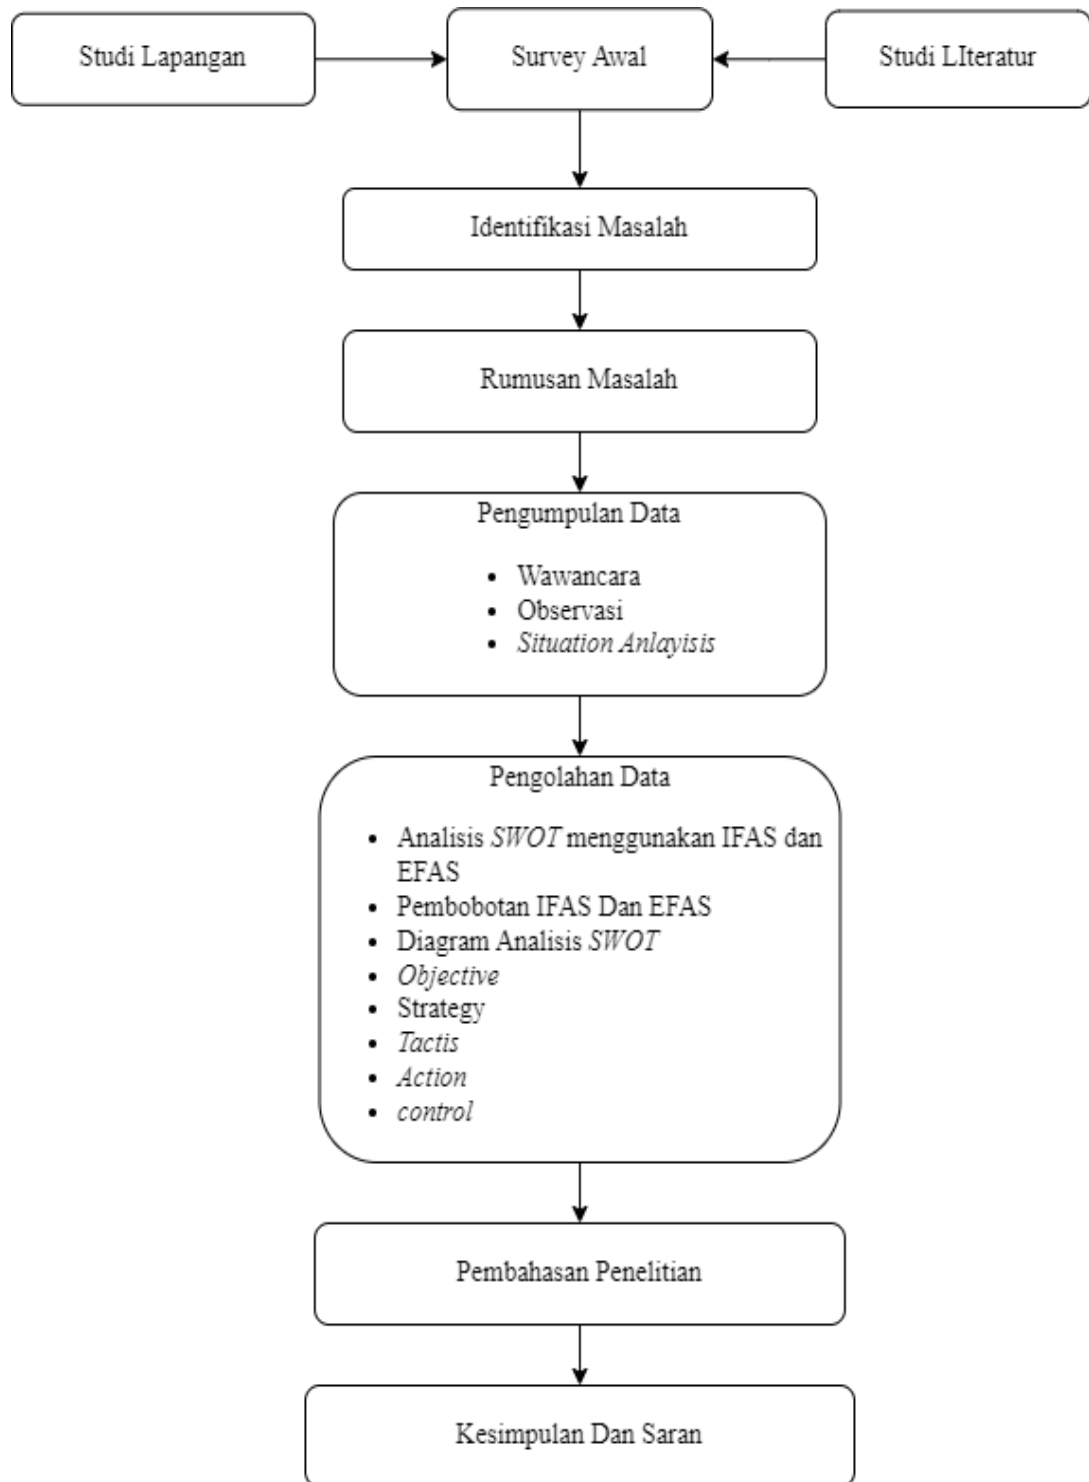 Studi Lapangan
Survey Awal
Studi LIteratur
Identifikasi Masalah
Rumusan Masalah
Pengumpulan Data
• Wawancara
• Observasi
• Situation Anlayisis
Pengolahan Data
• Analisis SWOT menggunakan IFAS dan
EFAS
• Pembobotan IFAS Dan EFAS
• Diagram Analisis SWOT
• Objective
• Strategy
• Tactis
• Action
• control
Pembahasan Penelitian
Kesimpulan Dan Saran